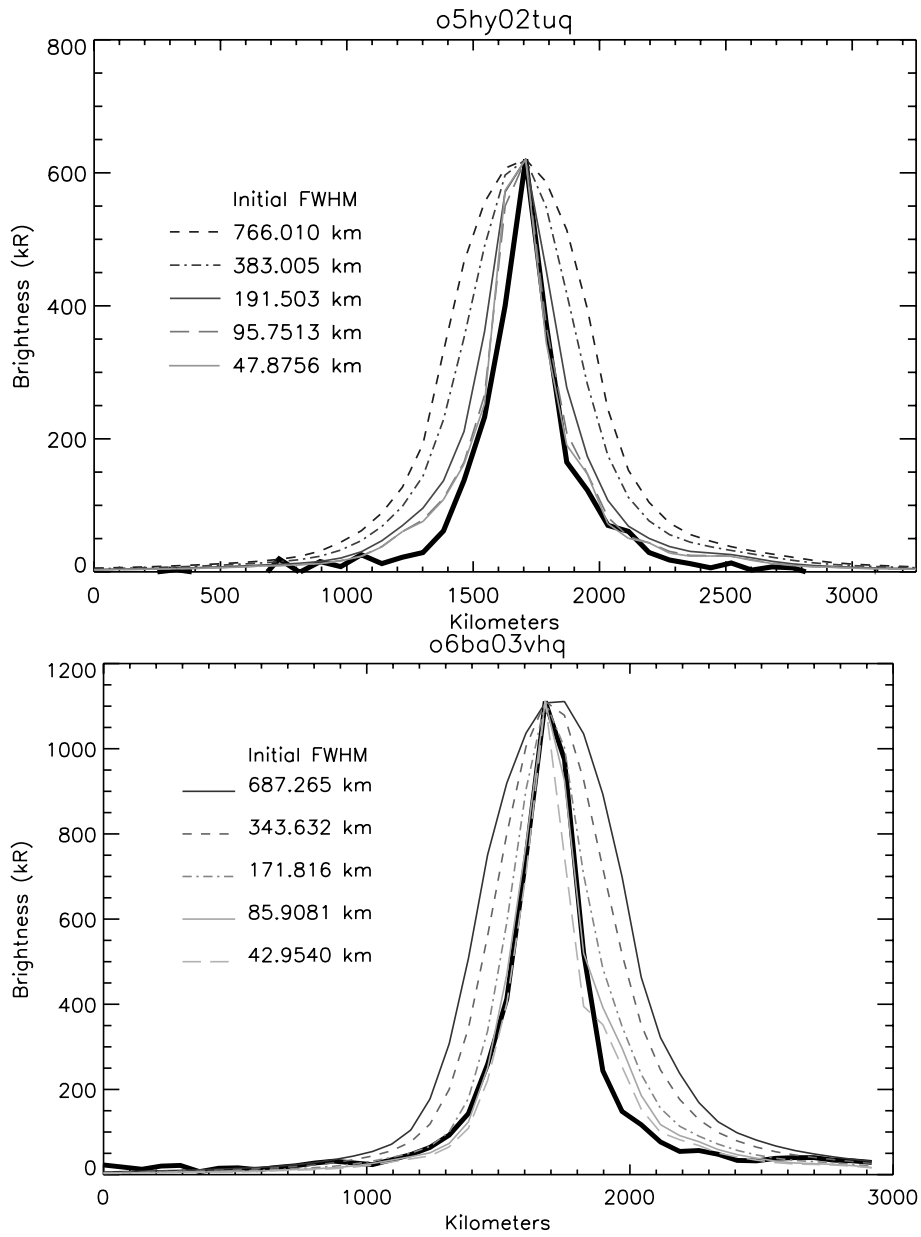 o5hy02tuq
800
600
400
200
0
Brightness (kR)
Initial FWHM
766.010 km
383.005 km
191.503 km
95.7513 km
47.8756 km
0 500 1000 1500 2000 2500 3000
Kilometers
o6ba03vhq
1200
1000
800
600
400
200
0
Brightness (kR)
Initial FWHM
687.265 km
343.632 km
171.816 km
85.9081 km
42.9540 km
0 1000 2000 3000
Kilometers